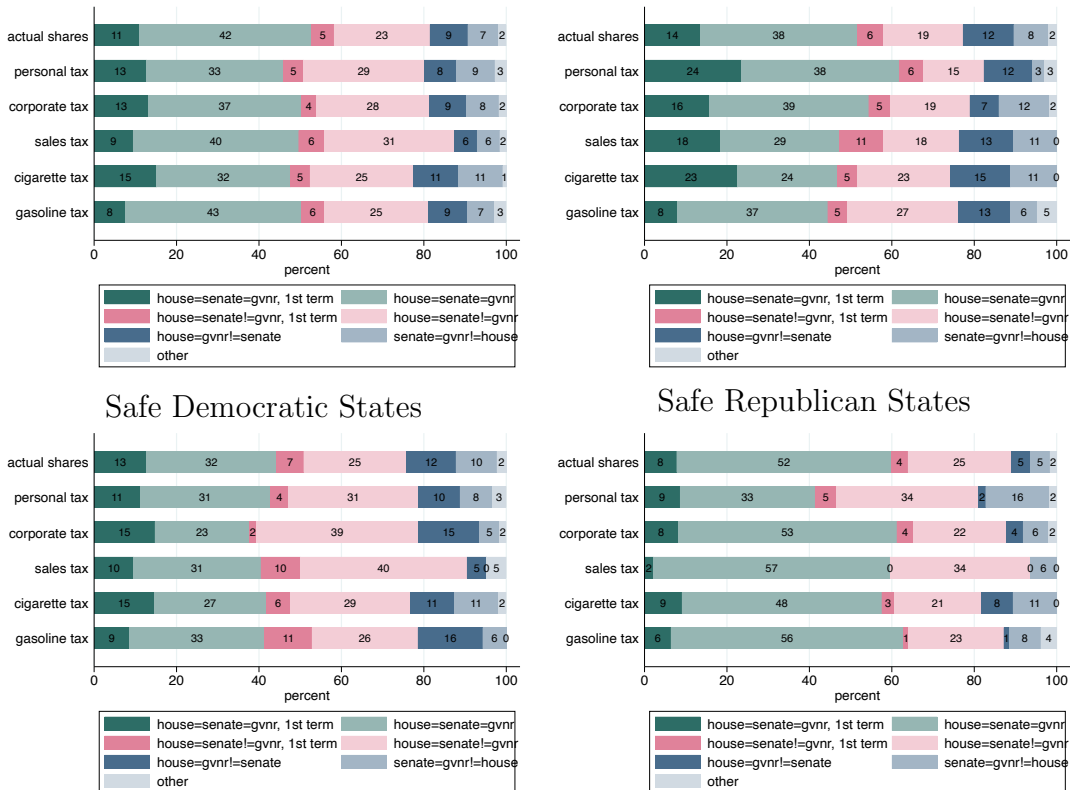 actual shares 11 42 5 23 9 7 2
personal tax 13 33 5 29 8 9 3
corporate tax 13 37 4 28 9 8 2
sales tax 9 40 6 31 6 6 2
cigarette tax 15 32 5 25 11 11 1
gasoline tax 8 43 6 25 9 7 3
0 20 40 60 80 100
percent
house=senate=gvnr, 1st term house=senate=gvnr
house=senate!=gvnr, 1st term house=senate!=gvnr
house=gvnr!=senate senate=gvnr!=house
other
actual shares 14 38 6 19 12 8 2
personal tax 24 38 6 15 12 3 3
corporate tax 16 39 5 19 7 12 2
sales tax 18 29 11 18 13 11 0
cigarette tax 23 24 5 23 15 11 0
gasoline tax 8 37 5 27 13 6 5
0 20 40 60 80 100
percent
house=senate=gvnr, 1st term house=senate=gvnr
house=senate!=gvnr, 1st term house=senate!=gvnr
house=gvnr!=senate senate=gvnr!=house
other
Safe Democratic States
actual shares 13 32 7 25 12 10 2
personal tax 11 31 4 31 10 8 3
corporate tax 15 23 2 39 15 5 2
sales tax 10 31 10 40 5 0 5
cigarette tax 15 27 6 29 11 11 2
gasoline tax 9 33 11 26 16 6 0
0 20 40 60 80 100
percent
house=senate=gvnr, 1st term house=senate=gvnr
house=senate!=gvnr, 1st term house=senate!=gvnr
house=gvnr!=senate senate=gvnr!=house
other
Safe Republican States
actual shares 8 52 4 25 5 5 2
personal tax 9 33 5 34 2 16 2
corporate tax 8 53 4 22 4 6 2
sales tax 2 57 0 34 0 6 0
cigarette tax 9 48 3 21 8 11 0
gasoline tax 6 56 1 23 1 8 4
0 20 40 60 80 100
percent
house=senate=gvnr, 1st term house=senate=gvnr
house=senate!=gvnr, 1st term house=senate!=gvnr
house=gvnr!=senate senate=gvnr!=house
other